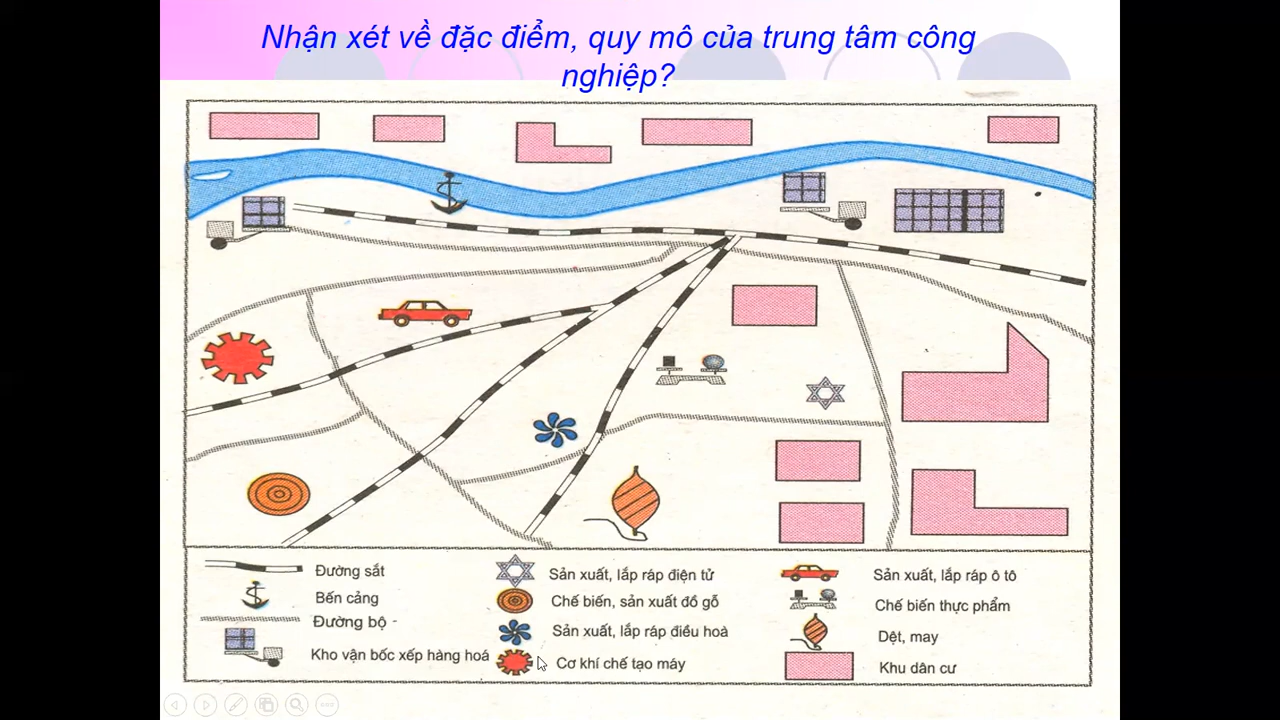 Nhận xét về đặc điểm, quy mô của trung tâm công
nghiệp?
Đường sắt
Bến cảng
Đường bộ -
Kho vận bốc xếp hàng hoá
Sản xuất, lắp ráp điện tử
Chế biến, sản xuất đồ gỗ
Sản xuất, lắp ráp điều hoà
Cơ khí chế tạo máy
Sản xuất, lắp ráp ô tô
Chế biến thực phẩm
Dệt, may
Khu dân cư